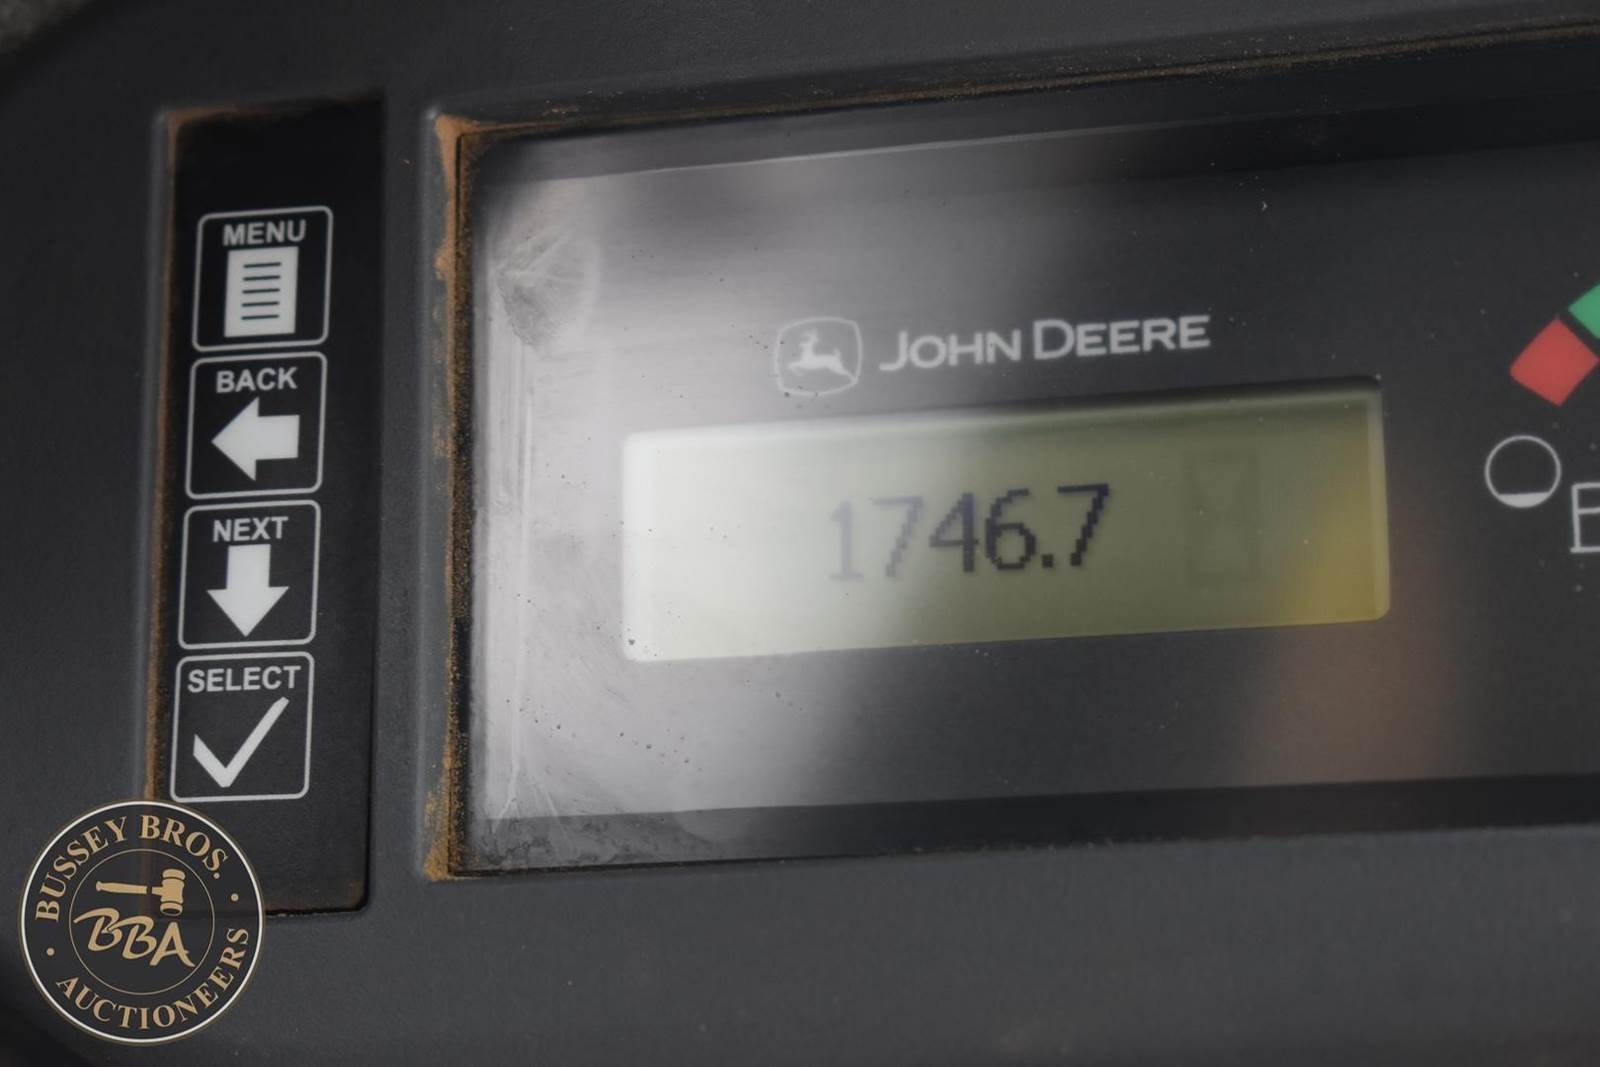 MENU
BACK
NEXT
SELECT
JOHN DEERE
1746.7
BUSSEY BROS.
BBA
AUCTIONEERS